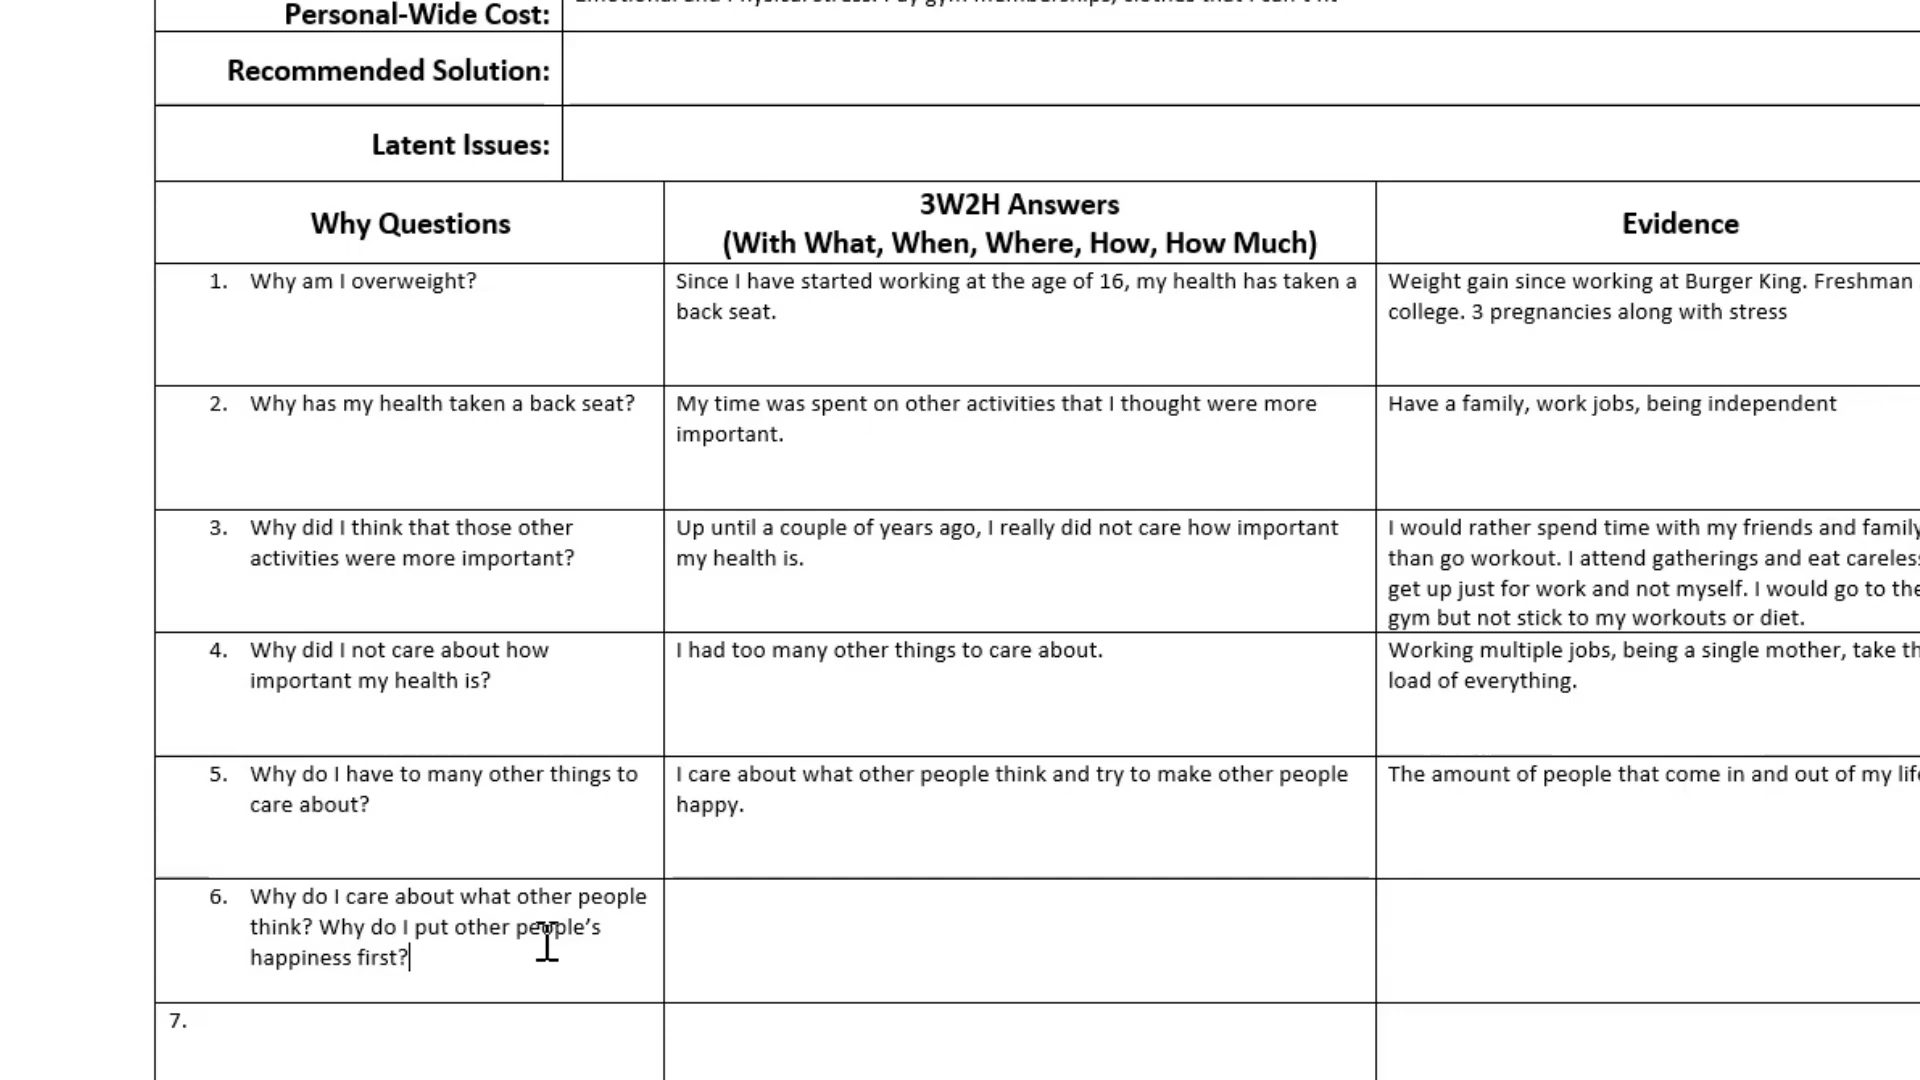 Personal-Wide Cost:
Recommended Solution:
Latent Issues:
Why Questions
3W2H Answers
(With What, When, Where, How, How Much)
Evidence
1. Why am I overweight?
Since I have started working at the age of 16, my health has taken a
back seat.
Weight gain since working at Burger King. Freshman
college. 3 pregnancies along with stress
2. Why has my health taken a back seat?
My time was spent on other activities that I thought were more
important.
Have a family, work jobs, being independent
3. Why did I think that those other
activities were more important?
Up until a couple of years ago, I really did not care how important
my health is.
I would rather spend time with my friends and family
than go workout. I attend gatherings and eat careles
get up just for work and not myself. I would go to the
gym but not stick to my workouts or diet.
4. Why did I not care about how
important my health is?
I had too many other things to care about.
Working multiple jobs, being a single mother, take th
load of everything.
5. Why do I have to many other things to
care about?
I care about what other people think and try to make other people
happy.
The amount of people that come in and out of my life
6. Why do I care about what other people
think? Why do I put other people’s
happiness first?
7.